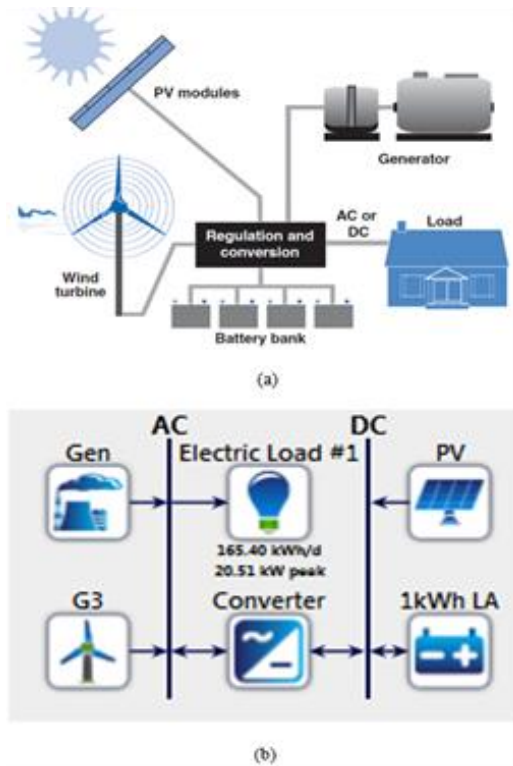 PV modules
Generator
AC or
DC
Load
Regulation and
conversion
Wind
turbine
Battery bank
(a)
AC
DC
Gen
Electric Load #1
PV
165.40 kWh/d
20.51 kW peak
G3
Converter
1kWh LA
(b)